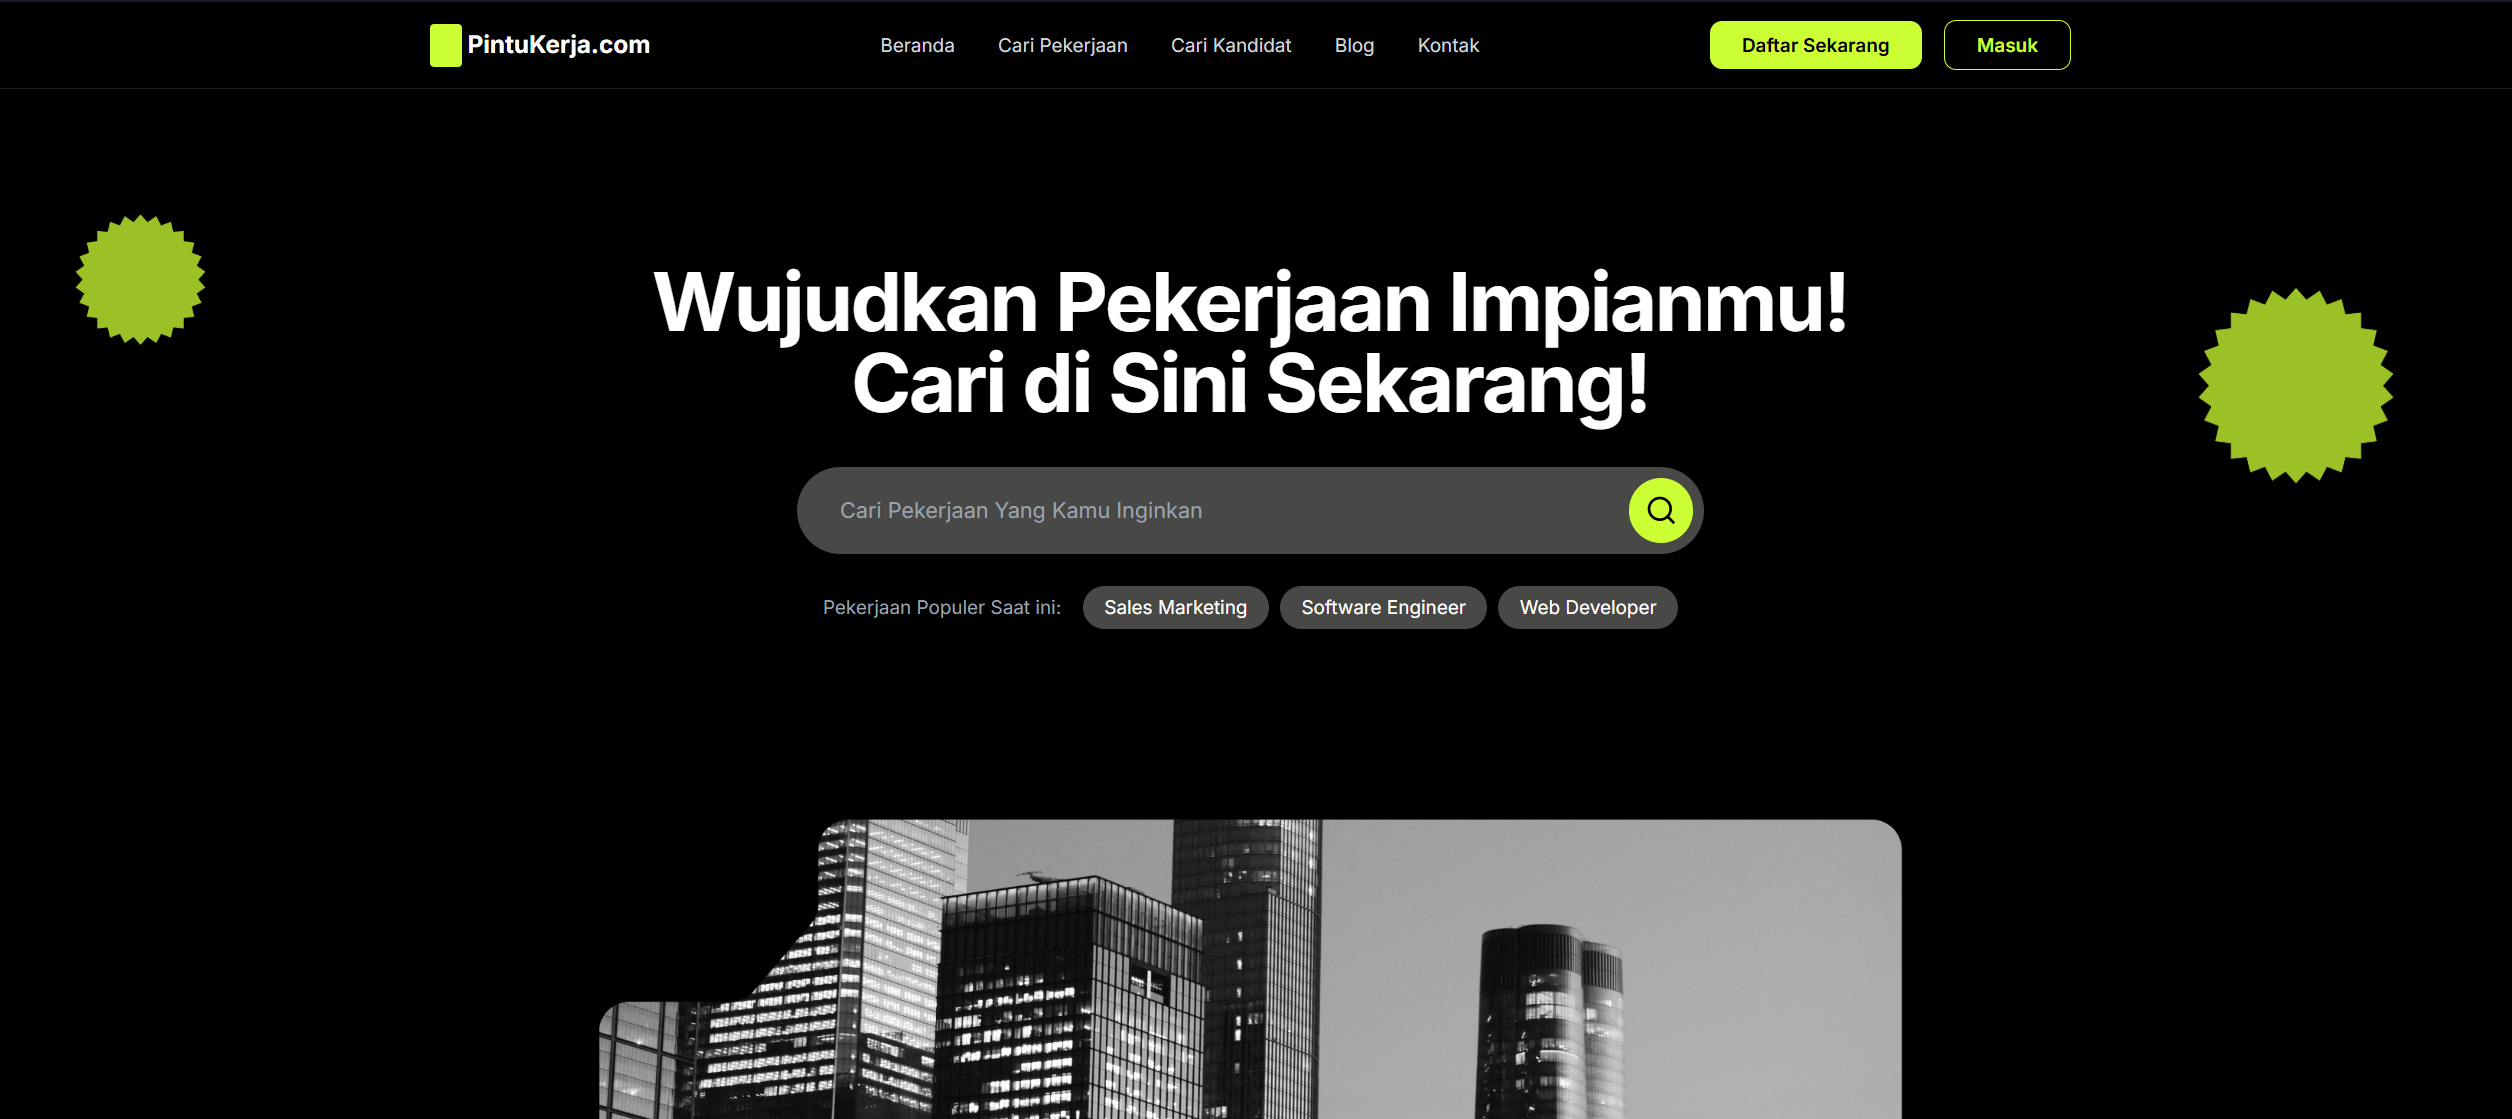 PintuKerja.com
Beranda
Cari Pekerjaan
Cari Kandidat
Blog
Kontak
Daftar Sekarang
Masuk
Wujudkan Pekerjaan Impianmu!
Cari di Sini Sekarang!
Cari Pekerjaan Yang Kamu Inginkan
Pekerjaan Populer Saat ini:
Sales Marketing
Software Engineer
Web Developer